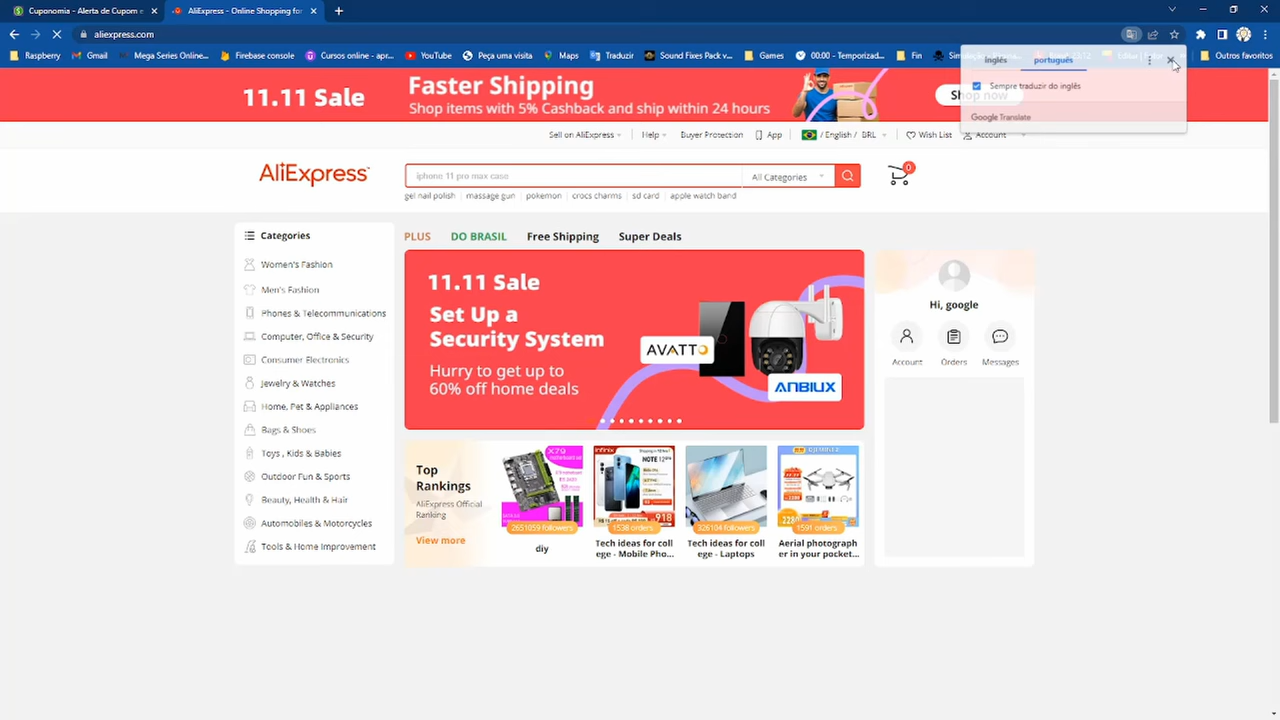 Cuponomia - Alerta de Cupom e
AliExpress - Online Shopping for
aliexpress.com
Raspberry
Gmail
Mega Series Online...
Firebase console
Cursos online - apr...
YouTube
Peça uma visita
Maps
Traduzir
Sound Fixes Pack v...
Games
00:00 - Temporizad...
Fin
Outros favoritos
inglês
português
Sempre traduzir do inglês
Google Translate
11.11 Sale
Faster Shipping
Shop items with 5% Cashback and ship within 24 hours
Shop now
Sell on AliExpress
Help
Buyer Protection
App
/ English / BRL
Wish List
Account
AliExpress
iphone 11 pro max case
All Categories
0
gel nail polish
massage gun
pokemon
crocs charms
sd card
apple watch band
Categories
Women's Fashion
Men's Fashion
Phones & Telecommunications
Computer, Office & Security
Consumer Electronics
Jewelry & Watches
Home, Pet & Appliances
Bags & Shoes
Toys , Kids & Babies
Outdoor Fun & Sports
Beauty, Health & Hair
Automobiles & Motorcycles
Tools & Home Improvement
PLUS
DO BRASIL
Free Shipping
Super Deals
11.11 Sale
Set Up a
Security System
Hurry to get up to
60% off home deals
AVATTO
ANBIUX
Hi, google
Account
Orders
Messages
Top
Rankings
AliExpress Official
Ranking
View more
X79
2651059 followers
diy
infinix
NOTE 12
918
1538 orders
Tech ideas for coll
ege - Mobile Pho...
326104 followers
Tech ideas for coll
ege - Laptops
1591 orders
Aerial photograph
er in your pocket...